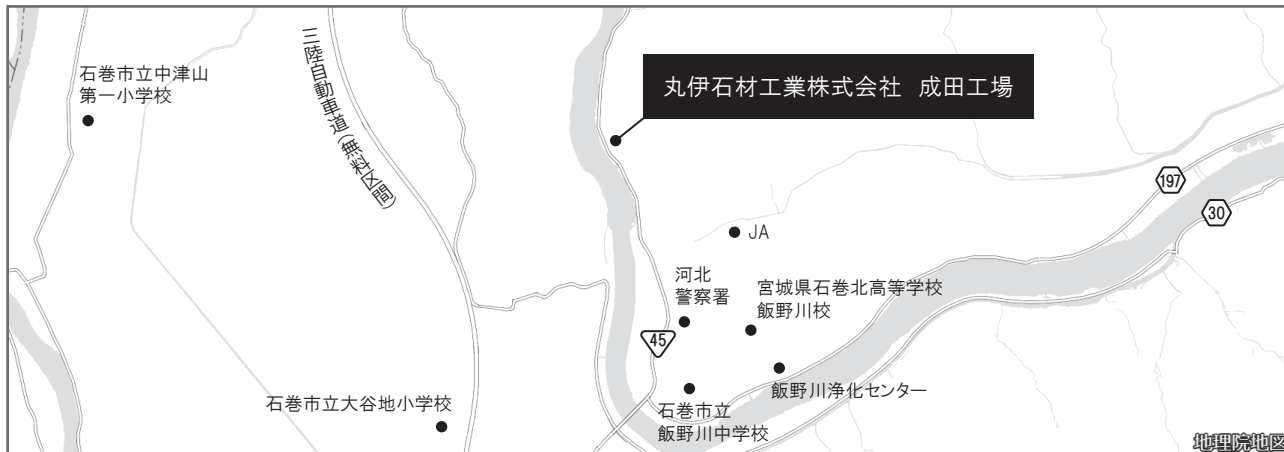 石巻市立中津山
第一小学校
三陸自動車道(無料区間)
丸伊石材工業株式会社 成田工場
197
30
JA
河北
警察署
宮城県石巻北高等学校
飯野川校
45
飯野川浄化センター
石巻市立大谷地小学校
石巻市立
飯野川中学校
地理院地図